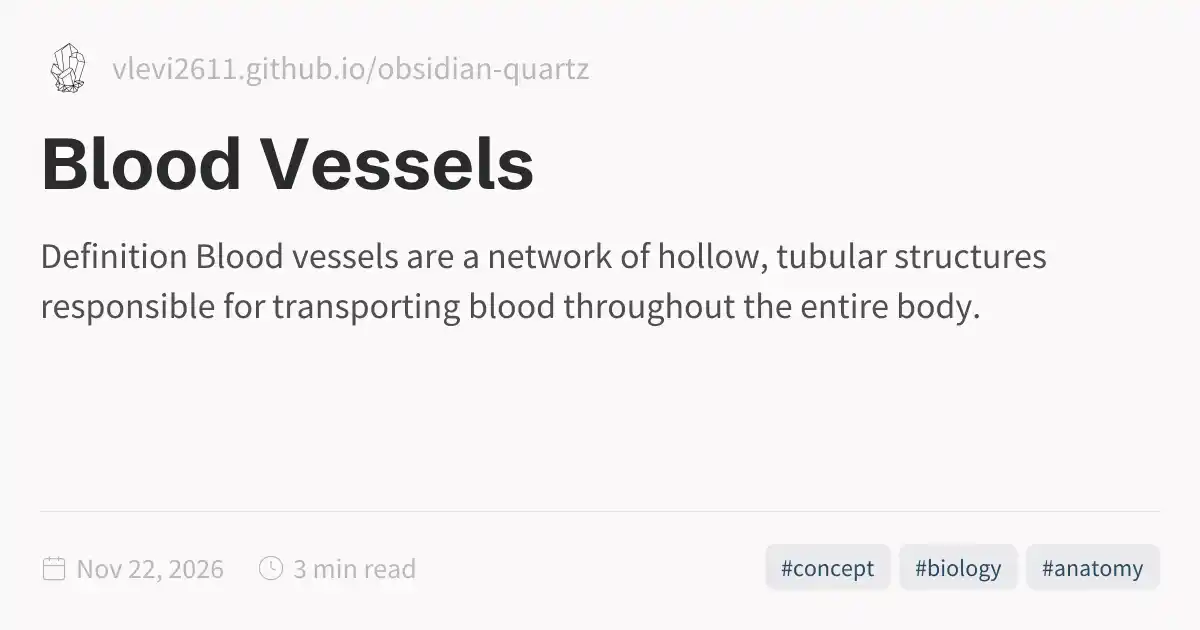 vlevi2611.github.io/obsidian-quartz
Blood Vessels
Definition Blood vessels are a network of hollow, tubular structures
responsible for transporting blood throughout the entire body.
Nov 22, 2026 3 min read #concept #biology #anatomy